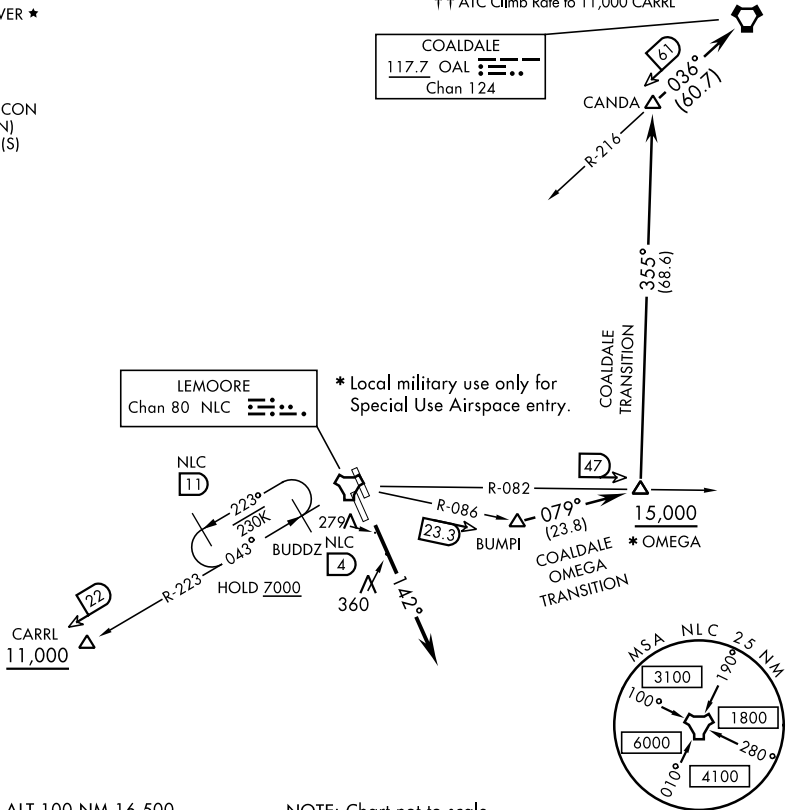 VER ★
†† ATC Climb Rate to 11,000 CARRL
COALDALE
117.7 OAL
Chan 124
61
036°
(60.7)
CON
N)
(S)
CANDA
R-216
355°
(68.6)
COALDALE
TRANSITION
LEMOORE
Chan 80 NLC
* Local military use only for
Special Use Airspace entry.
NLC
11
223°
230K
043°
R-223
HOLD 7000
BUDDZ
NLC
4
279
360
142°
R-082
47
R-086
23.3
BUMPI
079°
(23.8)
COALDALE
OMEGA
TRANSITION
15,000
* OMEGA
22
CARRL
11,000
MSA NLC 25 NM
3100
190°
100°
1800
6000
280°
010°
4100
ALT 100 NM 16,500
NOTE: Chart not to scale